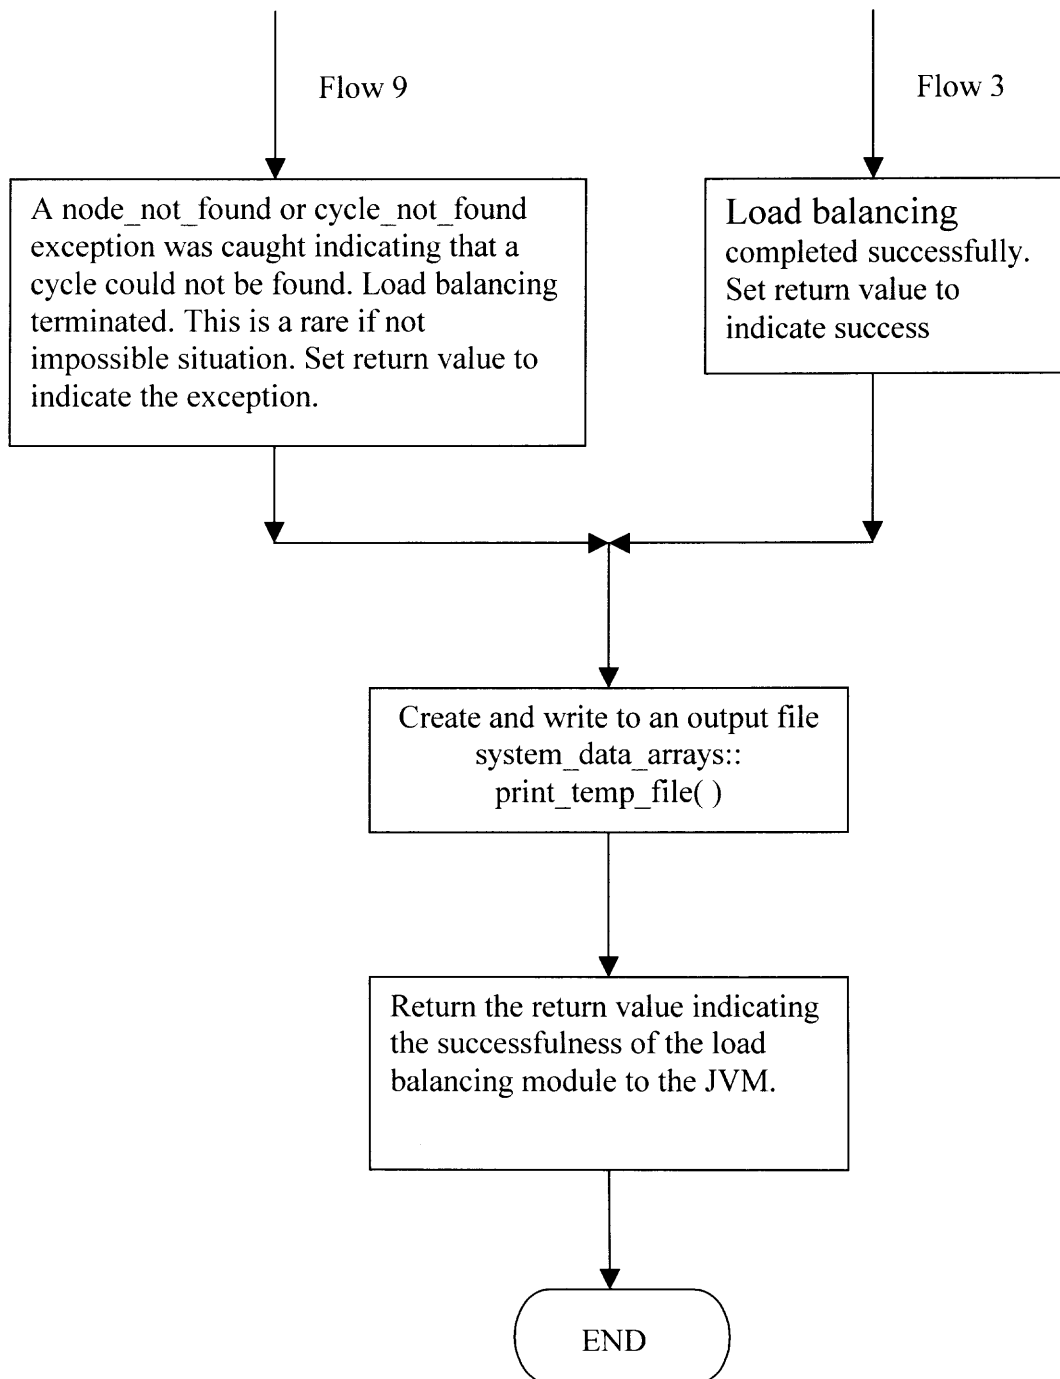 Flow 9
Flow 3
A node_not_found or cycle_not_found
exception was caught indicating that a
cycle could not be found. Load balancing
terminated. This is a rare if not
impossible situation. Set return value to
indicate the exception.
Load balancing
completed successfully.
Set return value to
indicate success
Create and write to an output file
system_data_arrays::
print_temp_file( )
Return the return value indicating
the successfulness of the load
balancing module to the JVM.
END